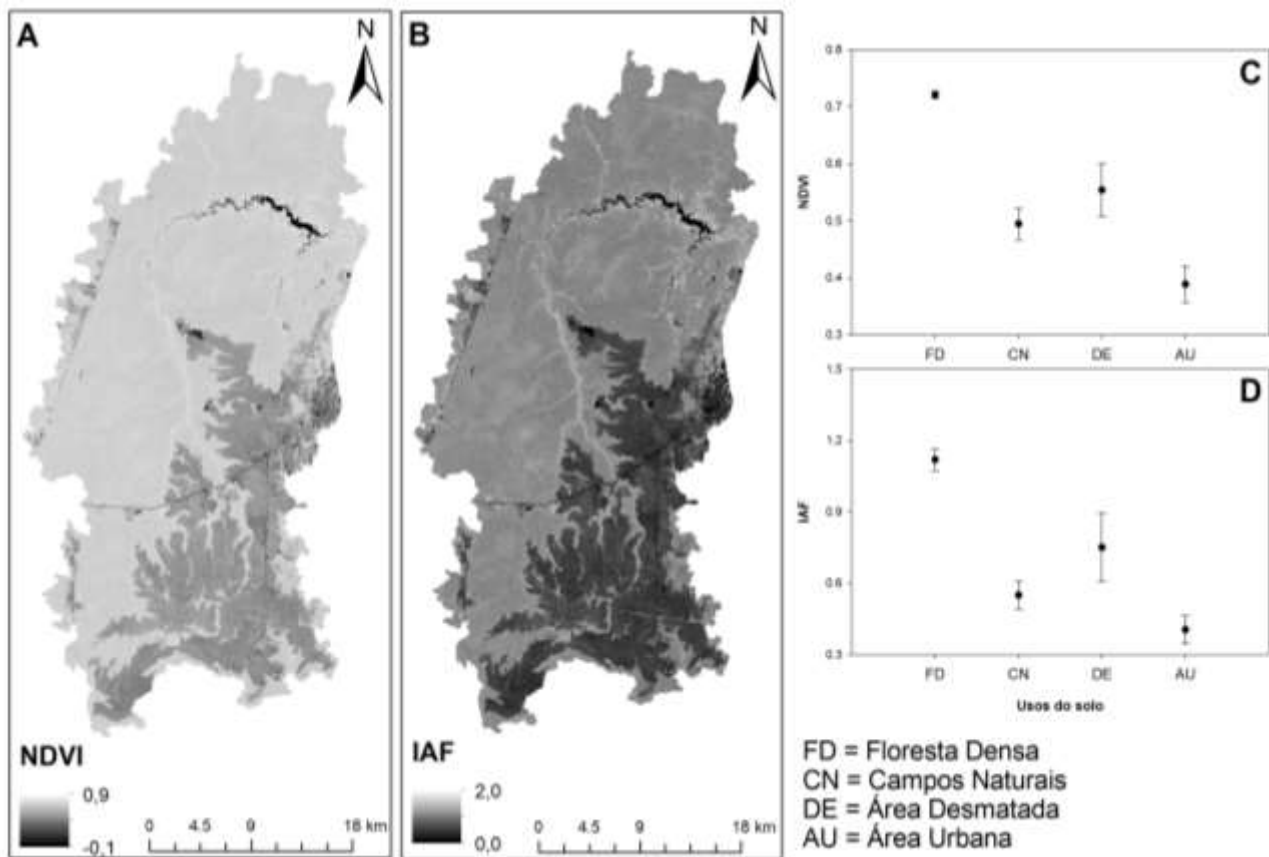 A
N
NDVI
0,9
-0,1
0 4.5 9 18 km
B
N
IAF
2,0
0,0
0 4.5 9 18 km
C
0.8
0.7
0.6
0.5
0.4
0.3
NDVI
FD CN DE AU
D
1.5
1.2
0.9
0.6
0.3
IAF
FD CN DE AU
Usos do solo
FD = Floresta Densa
CN = Campos Naturais
DE = Área Desmatada
AU = Área Urbana